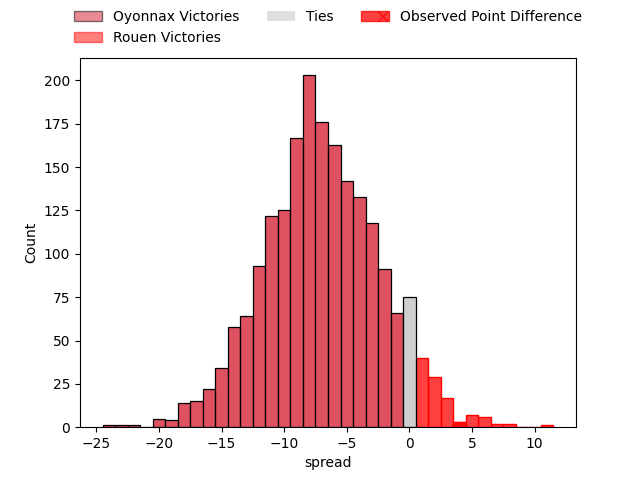 Oyonnax Victories Ties Observed Point Difference
Rouen Victories
200
175
150
125
100
75
50
25
0
Count
−25 −20 −15 −10 −5 0 5 10
spread